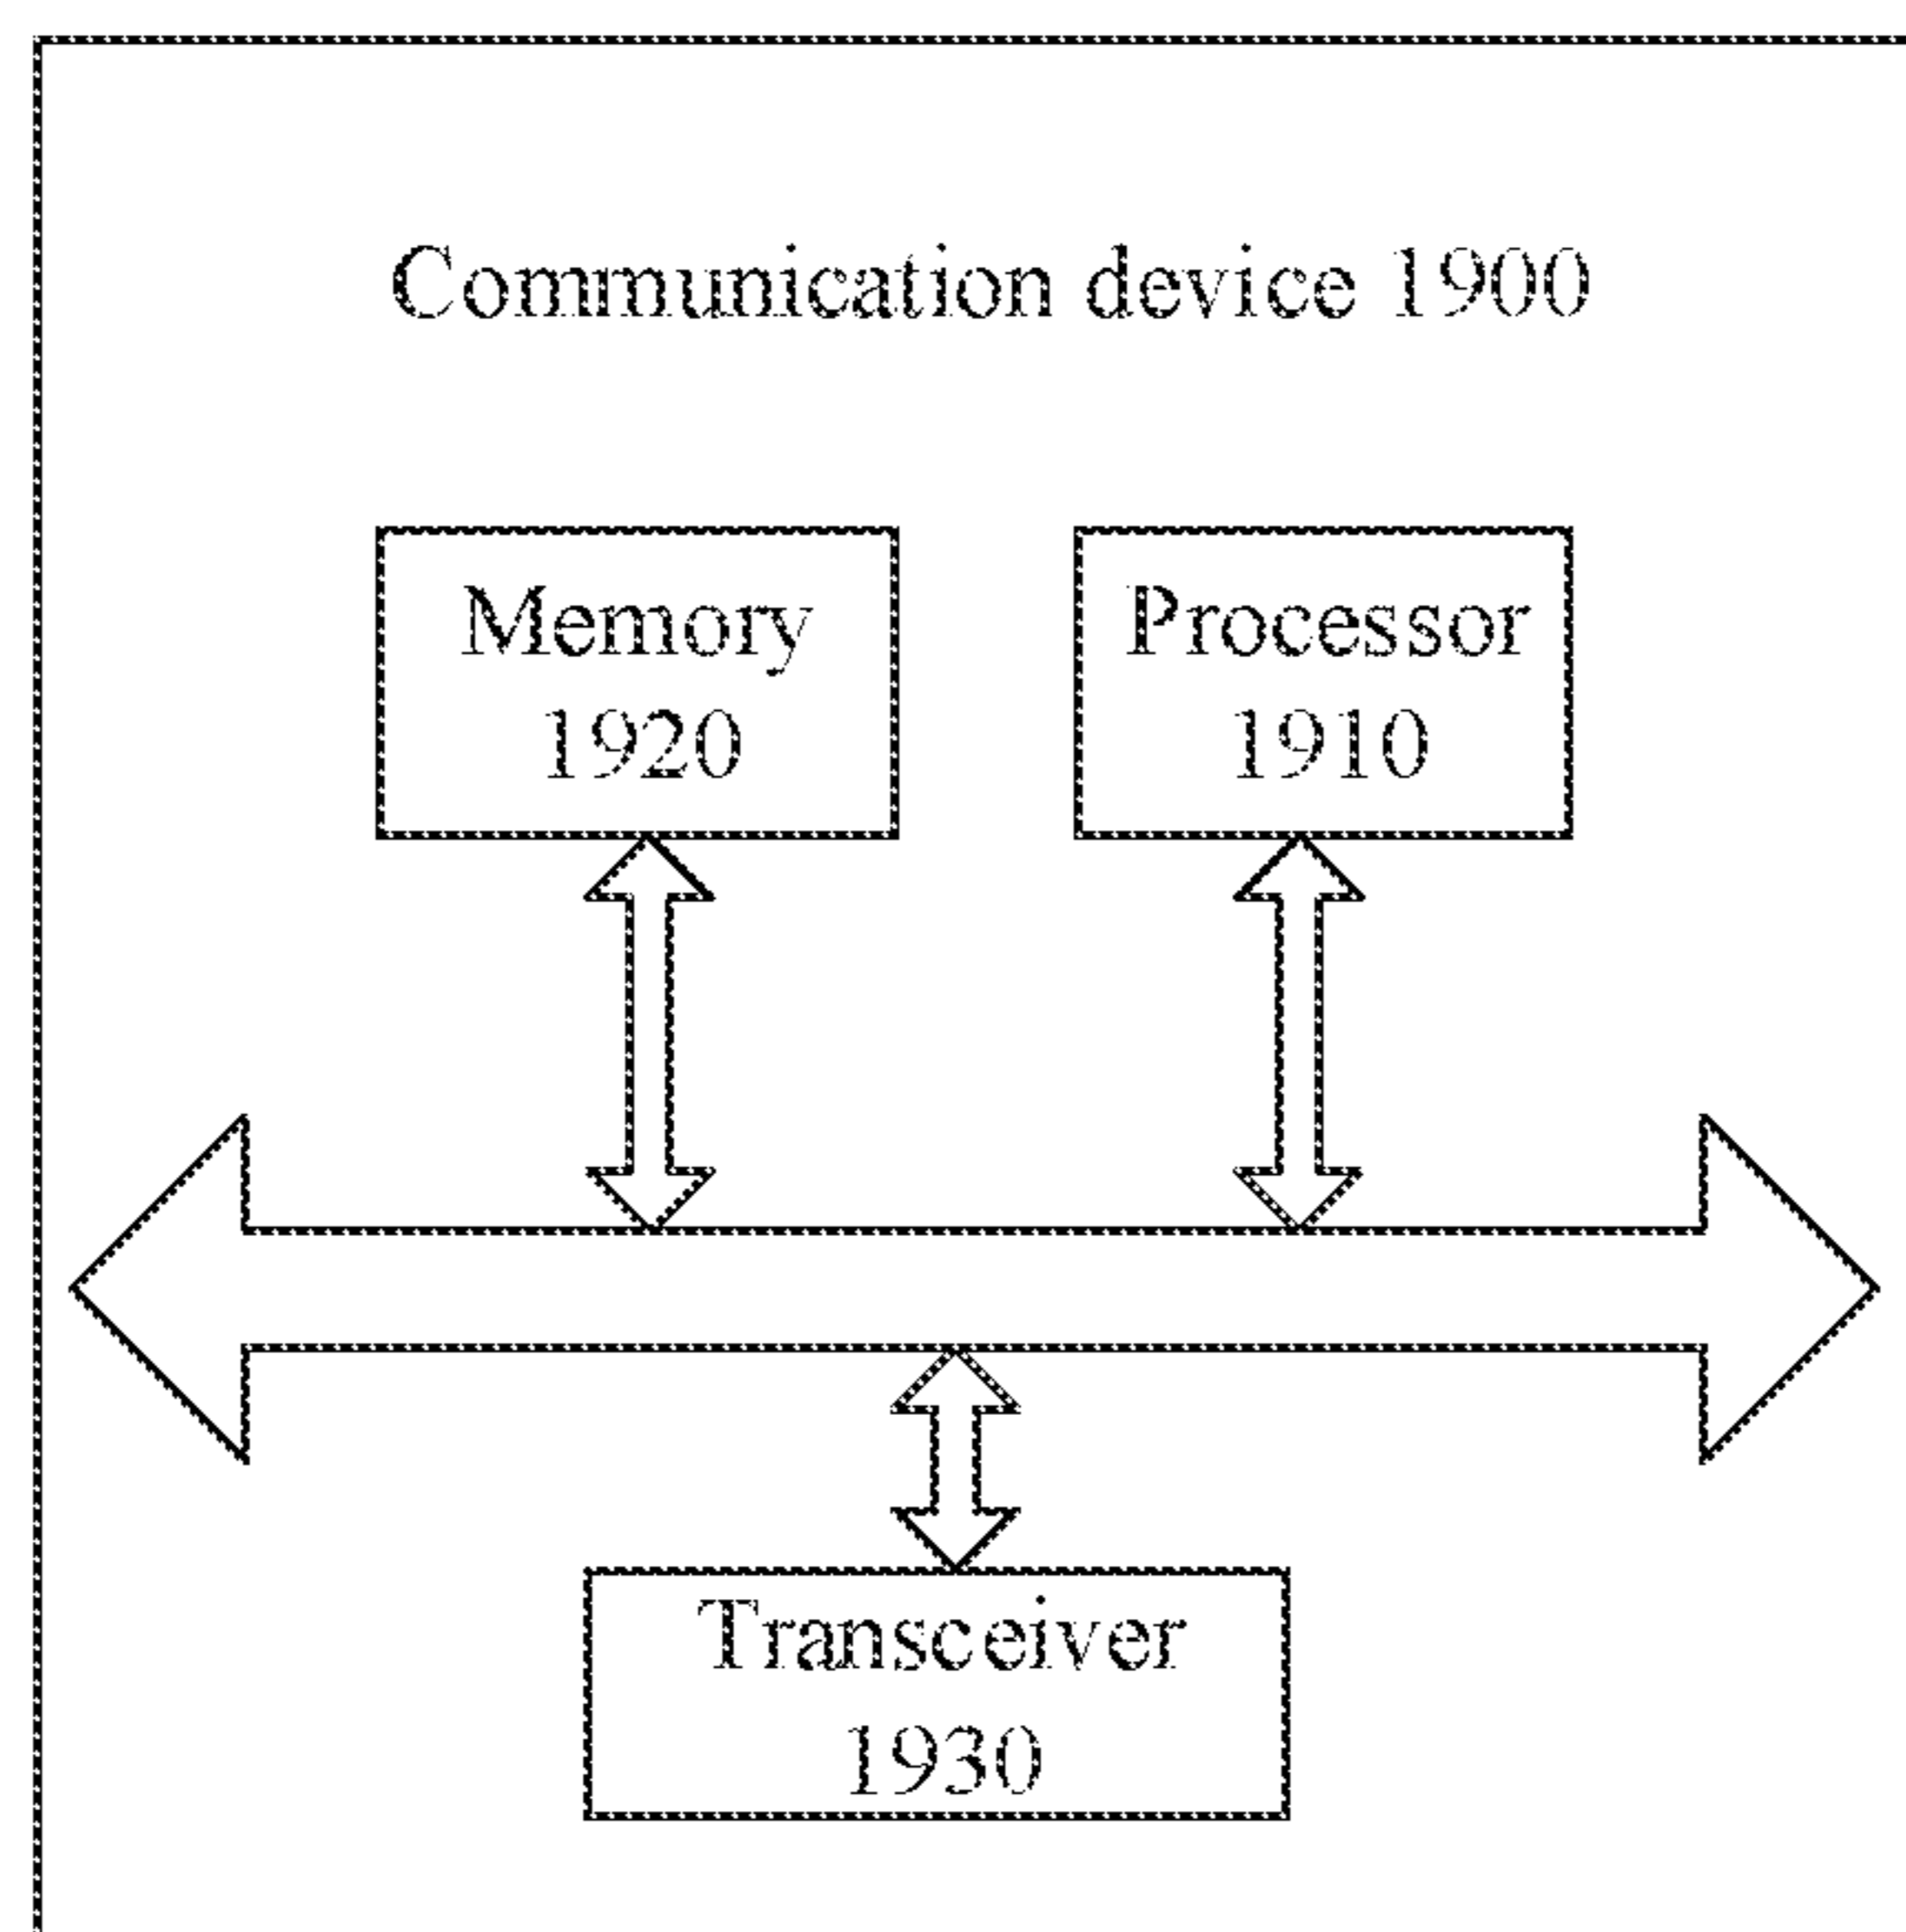 Communication device 1900
Memory
1920
Processor
1910
Transceiver
1930